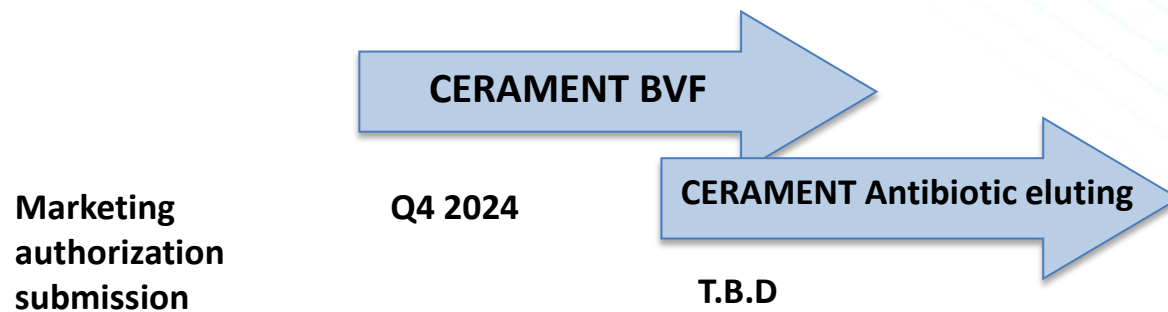 CERAMENT BVF
CERAMENT Antibiotic eluting
Marketing
authorization
submission
Q4 2024
T.B.D